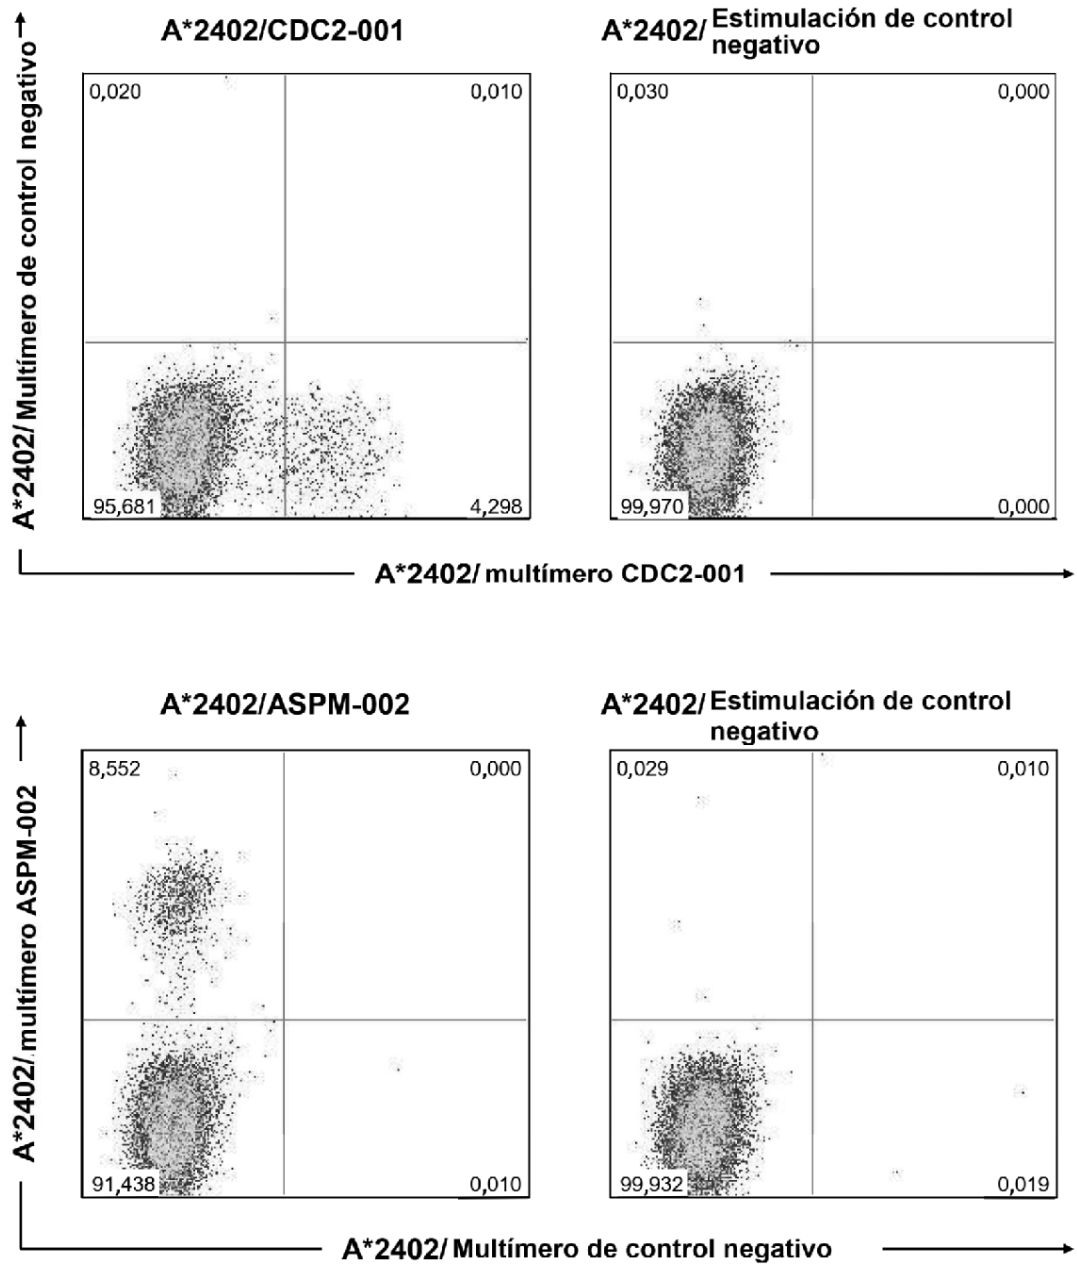 A*2402/CDC2-001
A*2402/ Estimulación de control
negativo
A*2402/ Multímero de control negativo
0,020
0,010
95,681
4,298
0,030
0,000
99,970
0,000
A*2402/ multímero CDC2-001
A*2402/ASPM-002
A*2402/ Estimulación de control
negativo
A*2402/ multímero ASPM-002
8,552
0,000
91,438
0,010
0,029
0,010
99,932
0,019
A*2402/ Multímero de control negativo